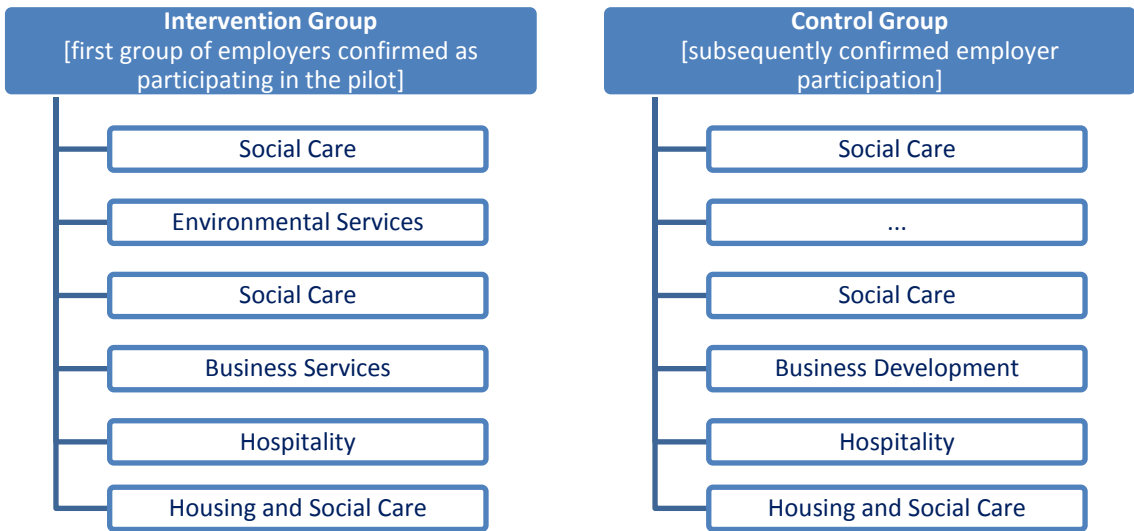 Intervention Group
[first group of employers confirmed as
participating in the pilot]
Social Care
Environmental Services
Social Care
Business Services
Hospitality
Housing and Social Care
Control Group
[subsequently confirmed employer
participation]
Social Care
...
Social Care
Business Development
Hospitality
Housing and Social Care